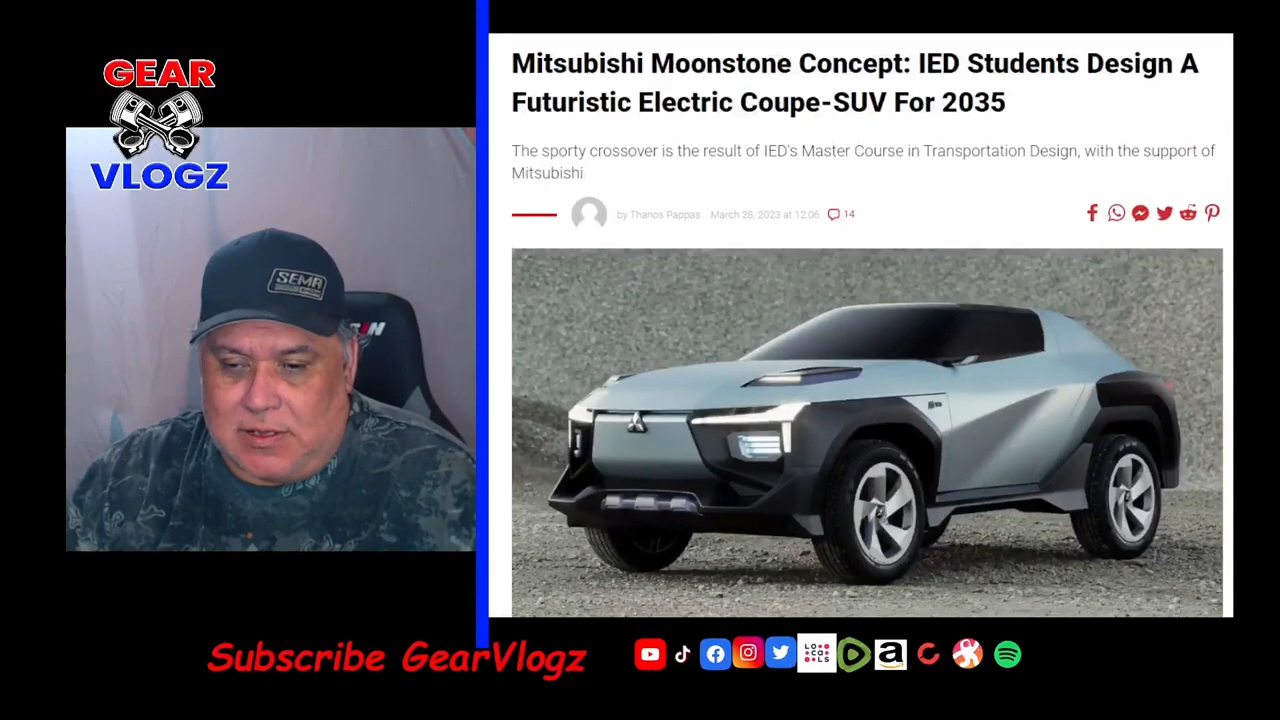 GEAR
VLOGZ
SEMA
Mitsubishi Moonstone Concept: IED Students Design A
Futuristic Electric Coupe-SUV For 2035
The sporty crossover is the result of IED's Master Course in Transportation Design, with the support of
Mitsubishi
by Thanos Pappas March 28, 2023 at 12:06 14
Subscribe GearVlogz
LOCALS